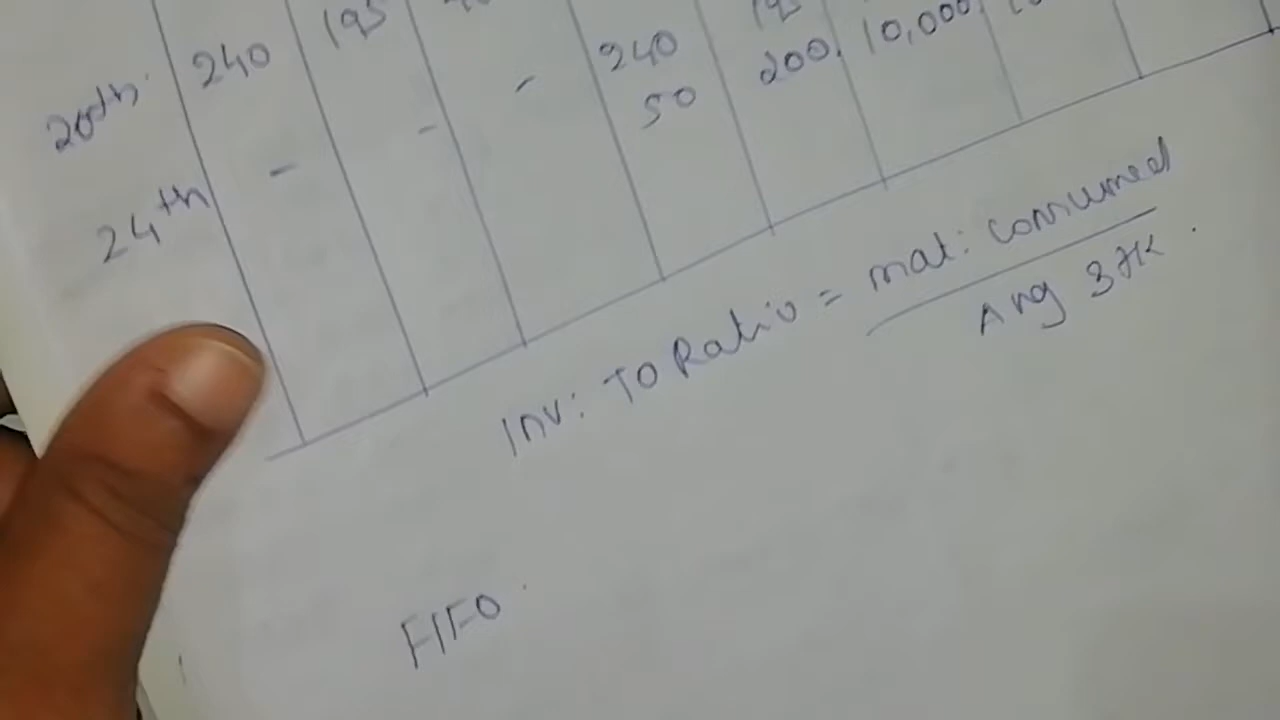 20th. 240 195 240
- - - 50 200. 10,000
24th
Inv: TO Ratio = mat: consumed
Avg Stk.
FIFO